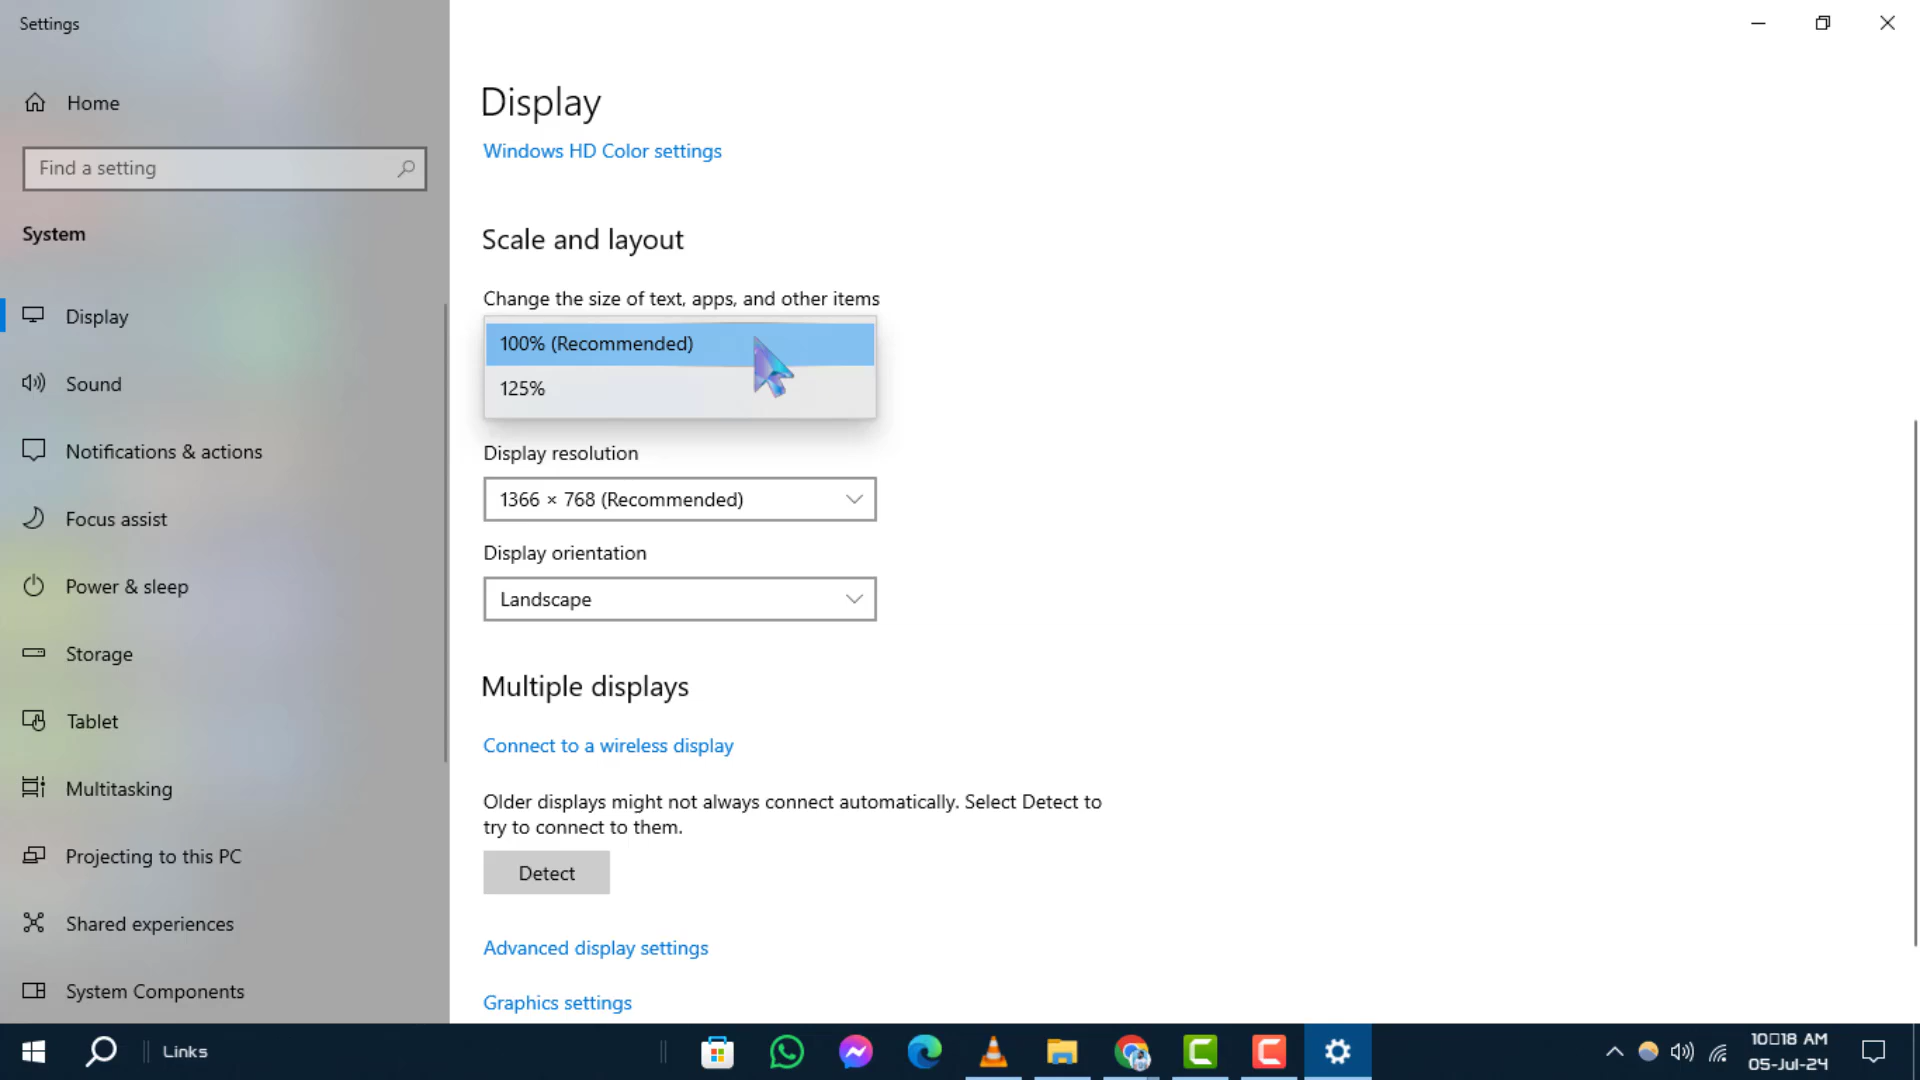 Settings
Home
Find a setting
System
Display
Sound
Notifications & actions
Focus assist
Power & sleep
Storage
Tablet
Multitasking
Projecting to this PC
Shared experiences
System Components
Display
Windows HD Color settings
Scale and layout
Change the size of text, apps, and other items
100% (Recommended)
125%
Display resolution
1366 × 768 (Recommended)
Display orientation
Landscape
Multiple displays
Connect to a wireless display
Older displays might not always connect automatically. Select Detect to
try to connect to them.
Detect
Advanced display settings
Graphics settings
Links
10▯18 AM
05-Jul-24